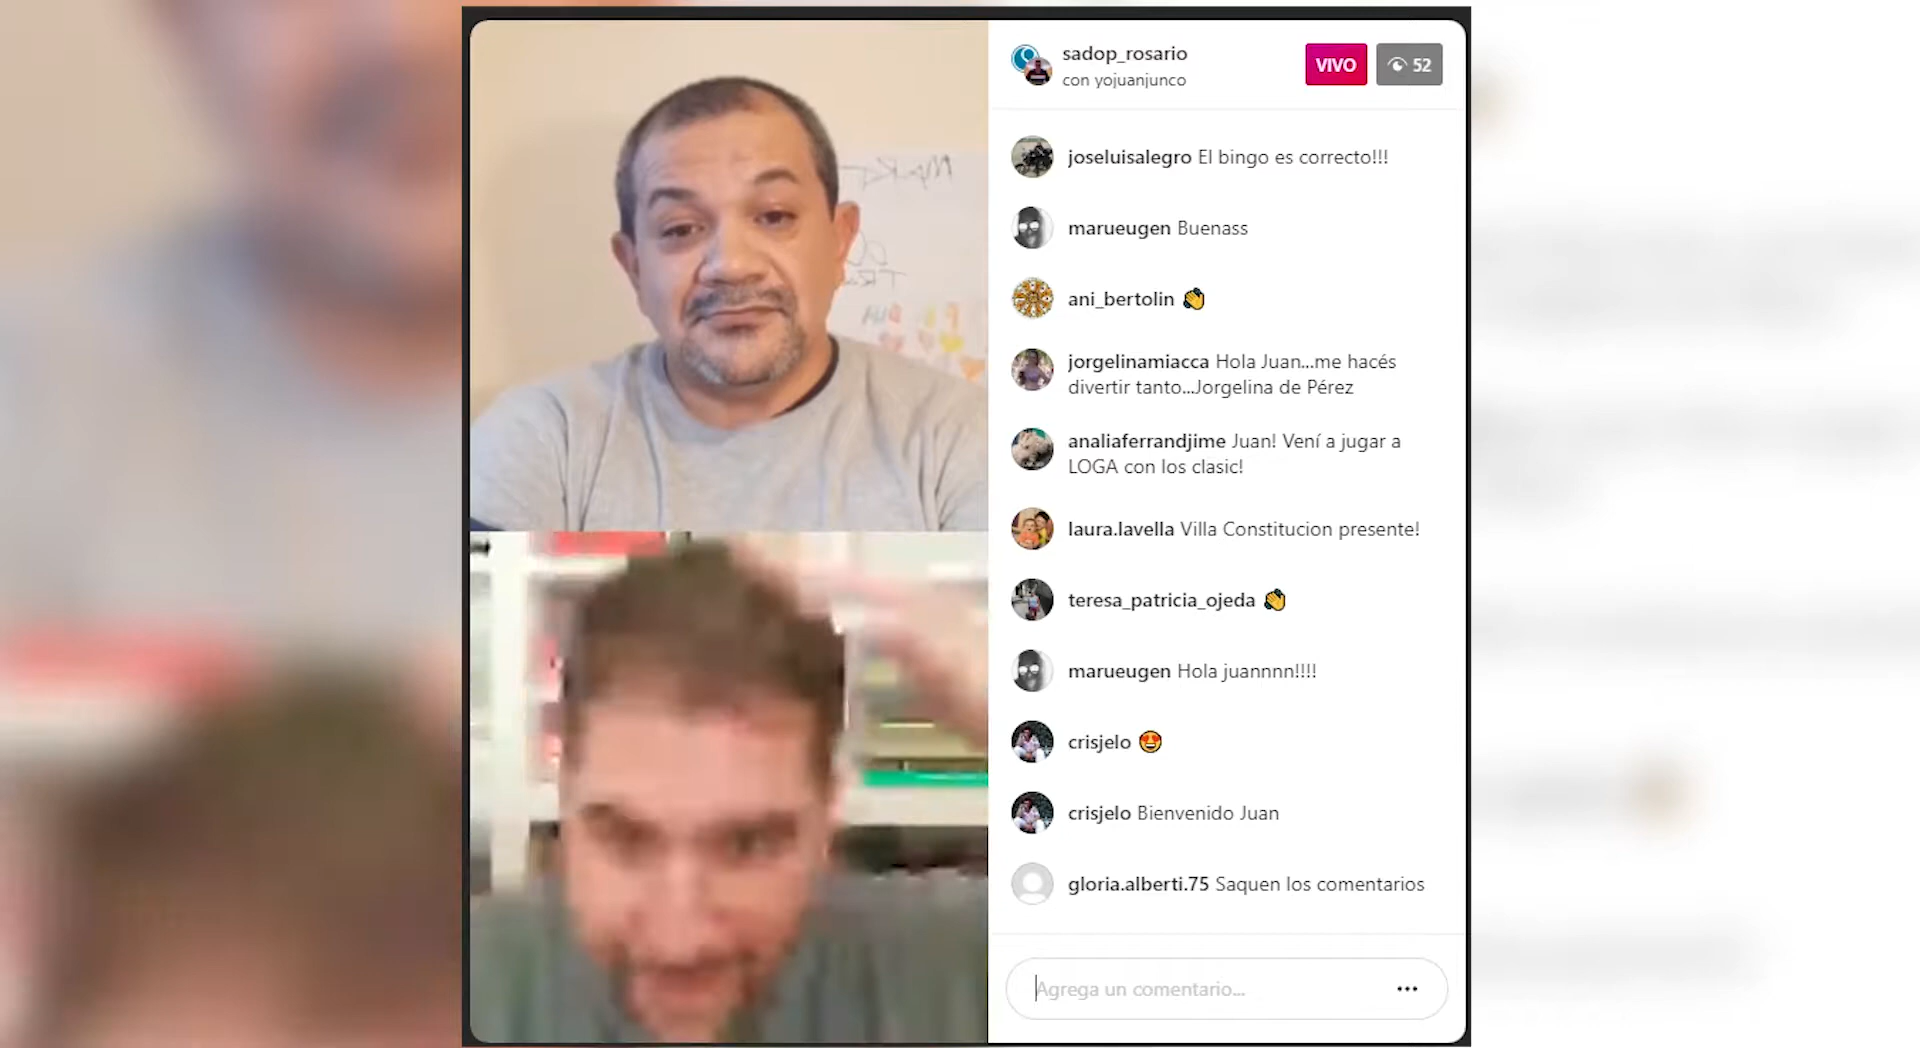 sadop_rosario
con yojuanjunco
VIVO
52
joseluisalegro El bingo es correcto!!!
marueugen Buenass
ani_bertolin 👏
jorgelinamiacca Hola Juan...me hacés
divertir tanto...Jorgelina de Pérez
analiaferrandjime Juan! Vení a jugar a
LOGA con los clasic!
laura.lavella Villa Constitucion presente!
teresa_patricia_ojeda 👏
marueugen Hola juannnn!!!!
crisjelo 😍
crisjelo Bienvenido Juan
gloria.alberti.75 Saquen los comentarios
Agrega un comentario...